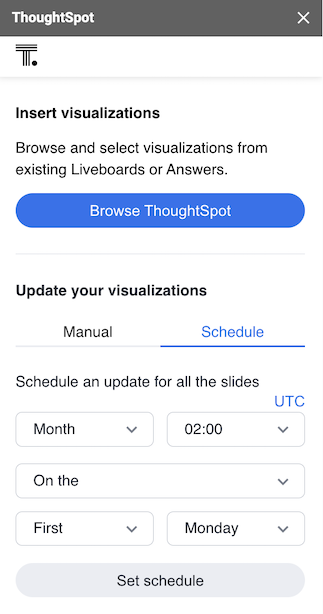 ThoughtSpot
T.
Insert visualizations
Browse and select visualizations from
existing Liveboards or Answers.
Browse ThoughtSpot
Update your visualizations
Manual Schedule
Schedule an update for all the slides
UTC
Month 02:00
On the
First Monday
Set schedule